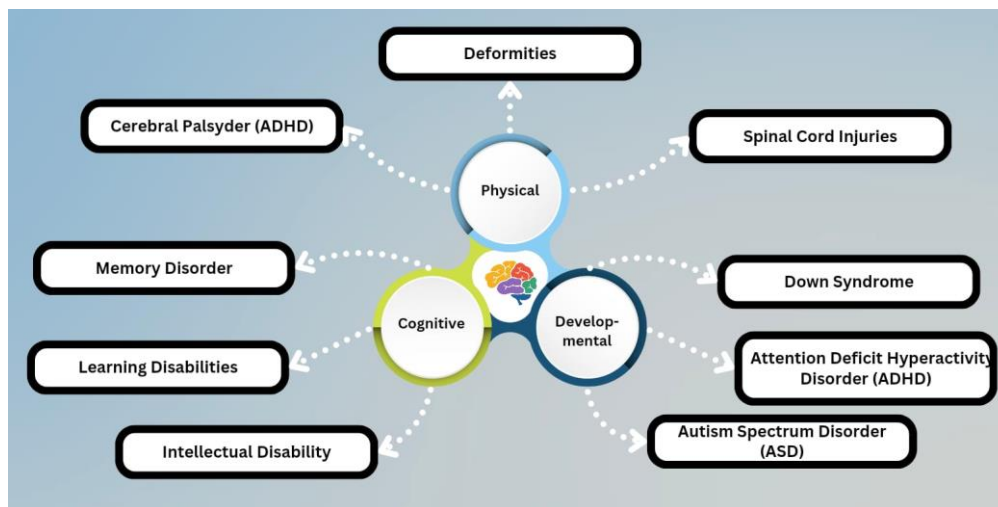 Deformities
Cerebral Palsyder (ADHD)
Spinal Cord Injuries
Physical
Memory Disorder
Down Syndrome
Cognitive
Develop-
mental
Learning Disabilities
Attention Deficit Hyperactivity
Disorder (ADHD)
Intellectual Disability
Autism Spectrum Disorder
(ASD)